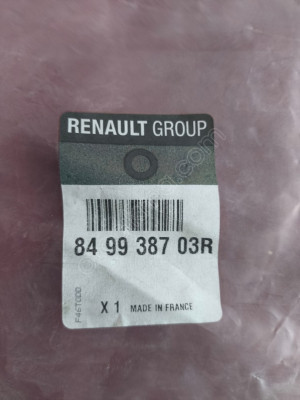 RENAULT GROUP
84 99 387 03R
X 1 MADE IN FRANCE